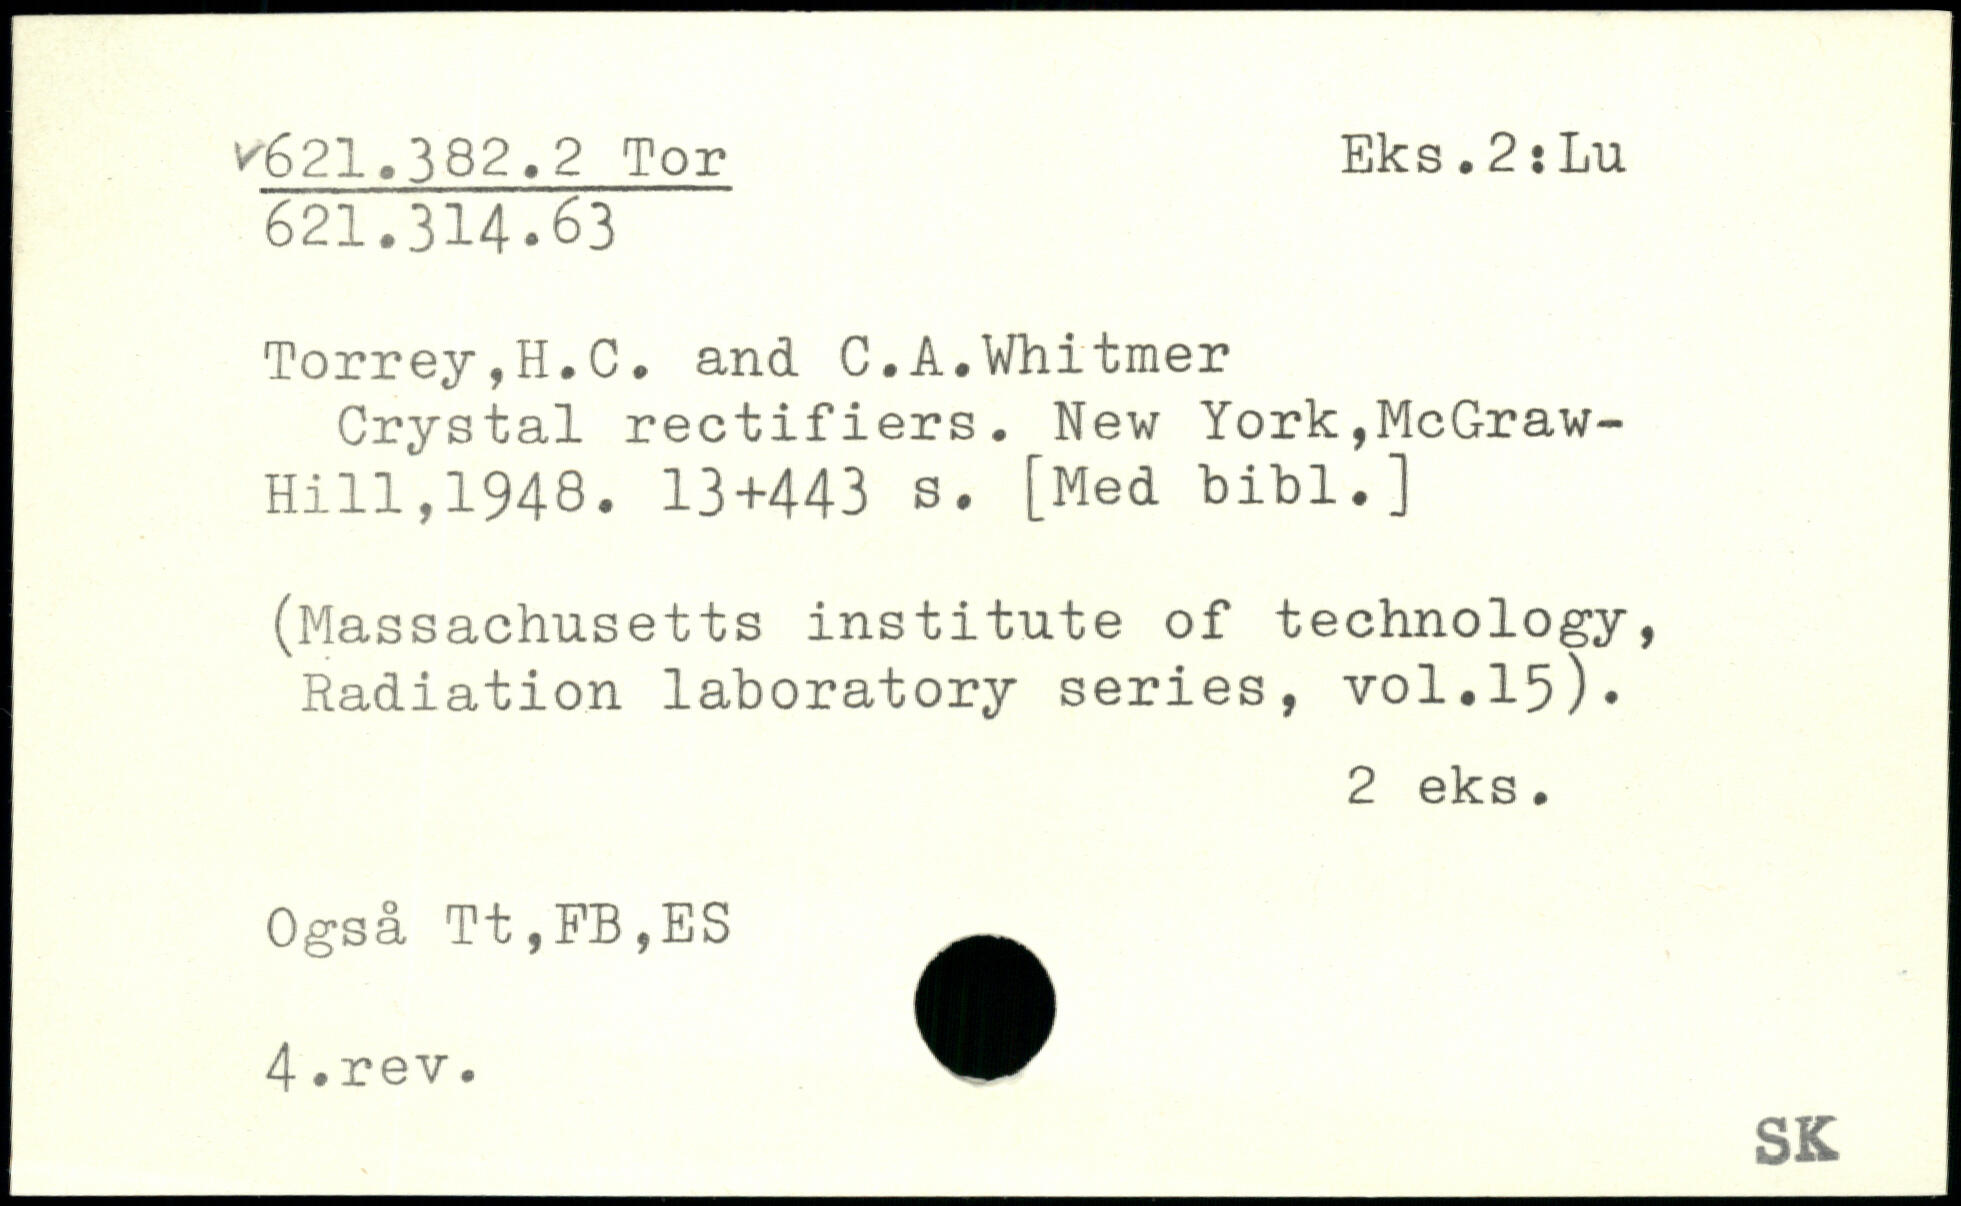 v621.382.2 Tor Eks.2:Lu
621.314.63
Torrey,H.C. and C.A.Whitmer
Crystal rectifiers. New York,McGraw-
Hill,1948. 13+443 s. [Med bibl.]
(Massachusetts institute of technology,
Radiation laboratory series, vol.15).
2 eks.
Også Tt,FB,ES
4.rev.
SK